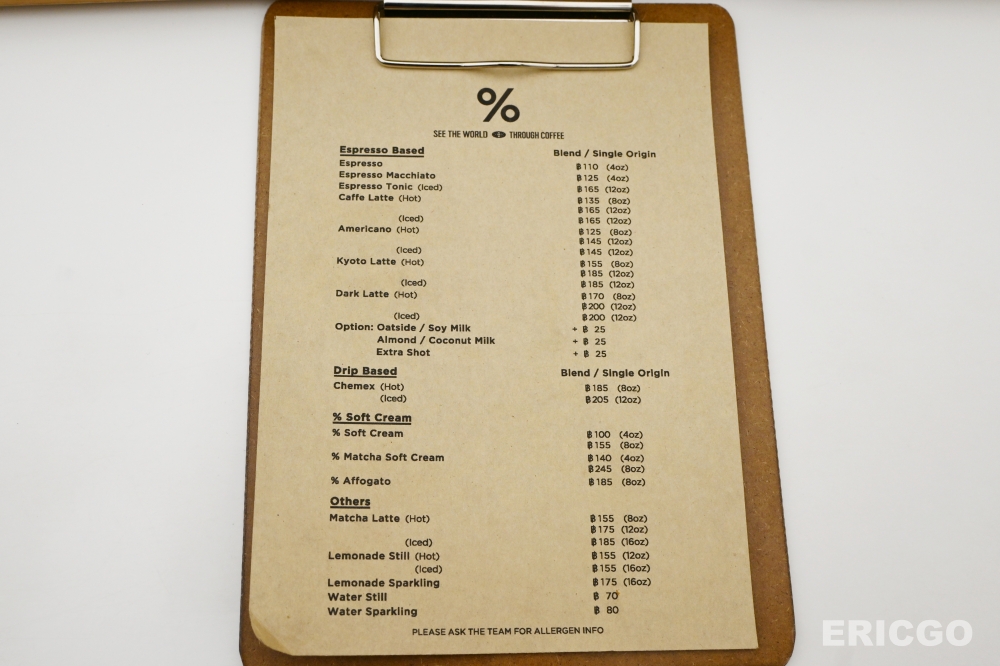 %
SEE THE WORLD THROUGH COFFEE
Espresso Based Blend / Single Origin
Espresso ฿110 (4oz)
Espresso Macchiato ฿125 (4oz)
Espresso Tonic (Iced) ฿165 (12oz)
Caffe Latte (Hot) ฿135 (8oz)
฿165 (12oz)
(Iced) ฿165 (12oz)
Americano (Hot) ฿125 (8oz)
฿145 (12oz)
(Iced) ฿145 (12oz)
Kyoto Latte (Hot) ฿155 (8oz)
฿185 (12oz)
(Iced) ฿185 (12oz)
Dark Latte (Hot) ฿170 (8oz)
฿200 (12oz)
(Iced) ฿200 (12oz)
Option: Oatside / Soy Milk + ฿ 25
Almond / Coconut Milk + ฿ 25
Extra Shot + ฿ 25
Drip Based Blend / Single Origin
Chemex (Hot) ฿185 (8oz)
(Iced) ฿205 (12oz)
% Soft Cream
% Soft Cream ฿100 (4oz)
฿155 (8oz)
% Matcha Soft Cream ฿140 (4oz)
฿245 (8oz)
% Affogato ฿185 (8oz)
Others
Matcha Latte (Hot) ฿155 (8oz)
฿175 (12oz)
(Iced) ฿185 (16oz)
Lemonade Still (Hot) ฿155 (12oz)
(Iced) ฿155 (16oz)
Lemonade Sparkling ฿175 (16oz)
Water Still ฿ 70
Water Sparkling ฿ 80
PLEASE ASK THE TEAM FOR ALLERGEN INFO
ERICGO